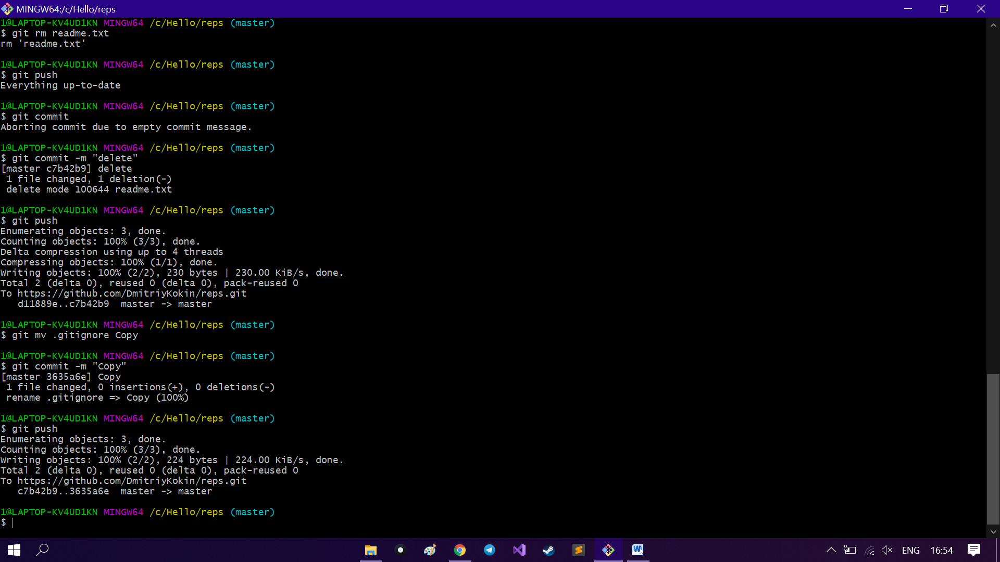 MINGW64:/c/Hello/reps
1@LAPTOP-KV4UD1KN MINGW64 /c/Hello/reps (master)
$ git rm readme.txt
rm 'readme.txt'
1@LAPTOP-KV4UD1KN MINGW64 /c/Hello/reps (master)
$ git push
Everything up-to-date
1@LAPTOP-KV4UD1KN MINGW64 /c/Hello/reps (master)
$ git commit
Aborting commit due to empty commit message.
1@LAPTOP-KV4UD1KN MINGW64 /c/Hello/reps (master)
$ git commit -m "delete"
[master c7b42b9] delete
 1 file changed, 1 deletion(-)
 delete mode 100644 readme.txt
1@LAPTOP-KV4UD1KN MINGW64 /c/Hello/reps (master)
$ git push
Enumerating objects: 3, done.
Counting objects: 100% (3/3), done.
Delta compression using up to 4 threads
Compressing objects: 100% (1/1), done.
Writing objects: 100% (2/2), 230 bytes | 230.00 KiB/s, done.
Total 2 (delta 0), reused 0 (delta 0), pack-reused 0
To https://github.com/DmitriyKokin/reps.git
   d11889e..c7b42b9  master -> master
1@LAPTOP-KV4UD1KN MINGW64 /c/Hello/reps (master)
$ git mv .gitignore Copy
1@LAPTOP-KV4UD1KN MINGW64 /c/Hello/reps (master)
$ git commit -m "Copy"
[master 3635a6e] Copy
 1 file changed, 0 insertions(+), 0 deletions(-)
 rename .gitignore => Copy (100%)
1@LAPTOP-KV4UD1KN MINGW64 /c/Hello/reps (master)
$ git push
Enumerating objects: 3, done.
Counting objects: 100% (3/3), done.
Writing objects: 100% (2/2), 224 bytes | 224.00 KiB/s, done.
Total 2 (delta 0), reused 0 (delta 0), pack-reused 0
To https://github.com/DmitriyKokin/reps.git
   c7b42b9..3635a6e  master -> master
1@LAPTOP-KV4UD1KN MINGW64 /c/Hello/reps (master)
$
ENG 16:54